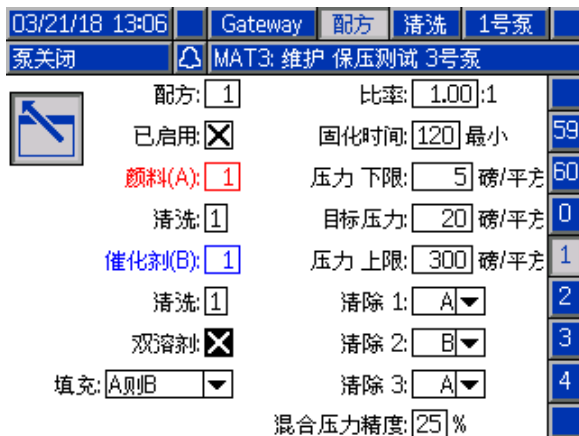 03/21/18 13:06 Gateway 配方 清洗 1号泵
泵关闭 MAT3: 维护 保压测试 3号泵
配方: 1 比率: 1.00 :1
已启用: 固化时间: 120 最小 59
颜料(A): 1 压力 下限: 5 磅/平方 60
清洗: 1 目标压力: 20 磅/平方 0
催化剂(B): 1 压力 上限: 300 磅/平方 1
清洗: 1 清除 1: A 2
双溶剂: 清除 2: B 3
填充: A则B 清除 3: A 4
混合压力精度: 25 %